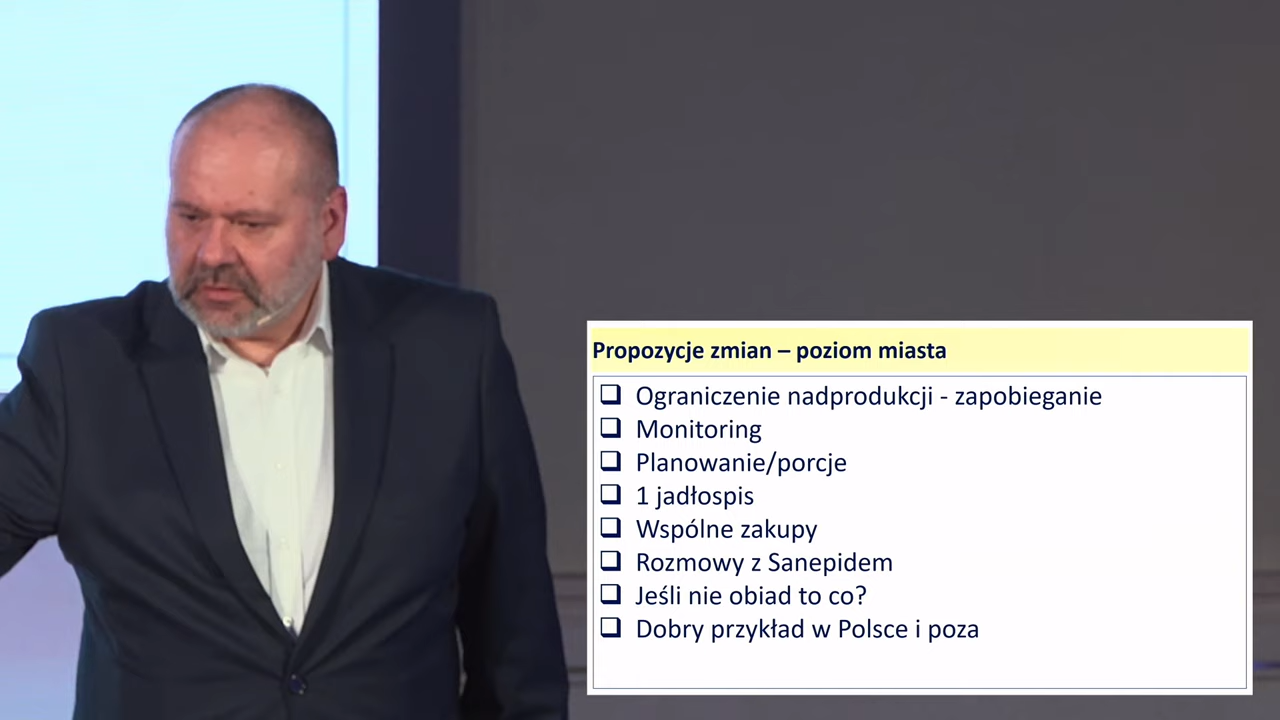 Propozycje zmian – poziom miasta
Ograniczenie nadprodukcji - zapobieganie
Monitoring
Planowanie/porcje
1 jadłospis
Wspólne zakupy
Rozmowy z Sanepidem
Jeśli nie obiad to co?
Dobry przykład w Polsce i poza